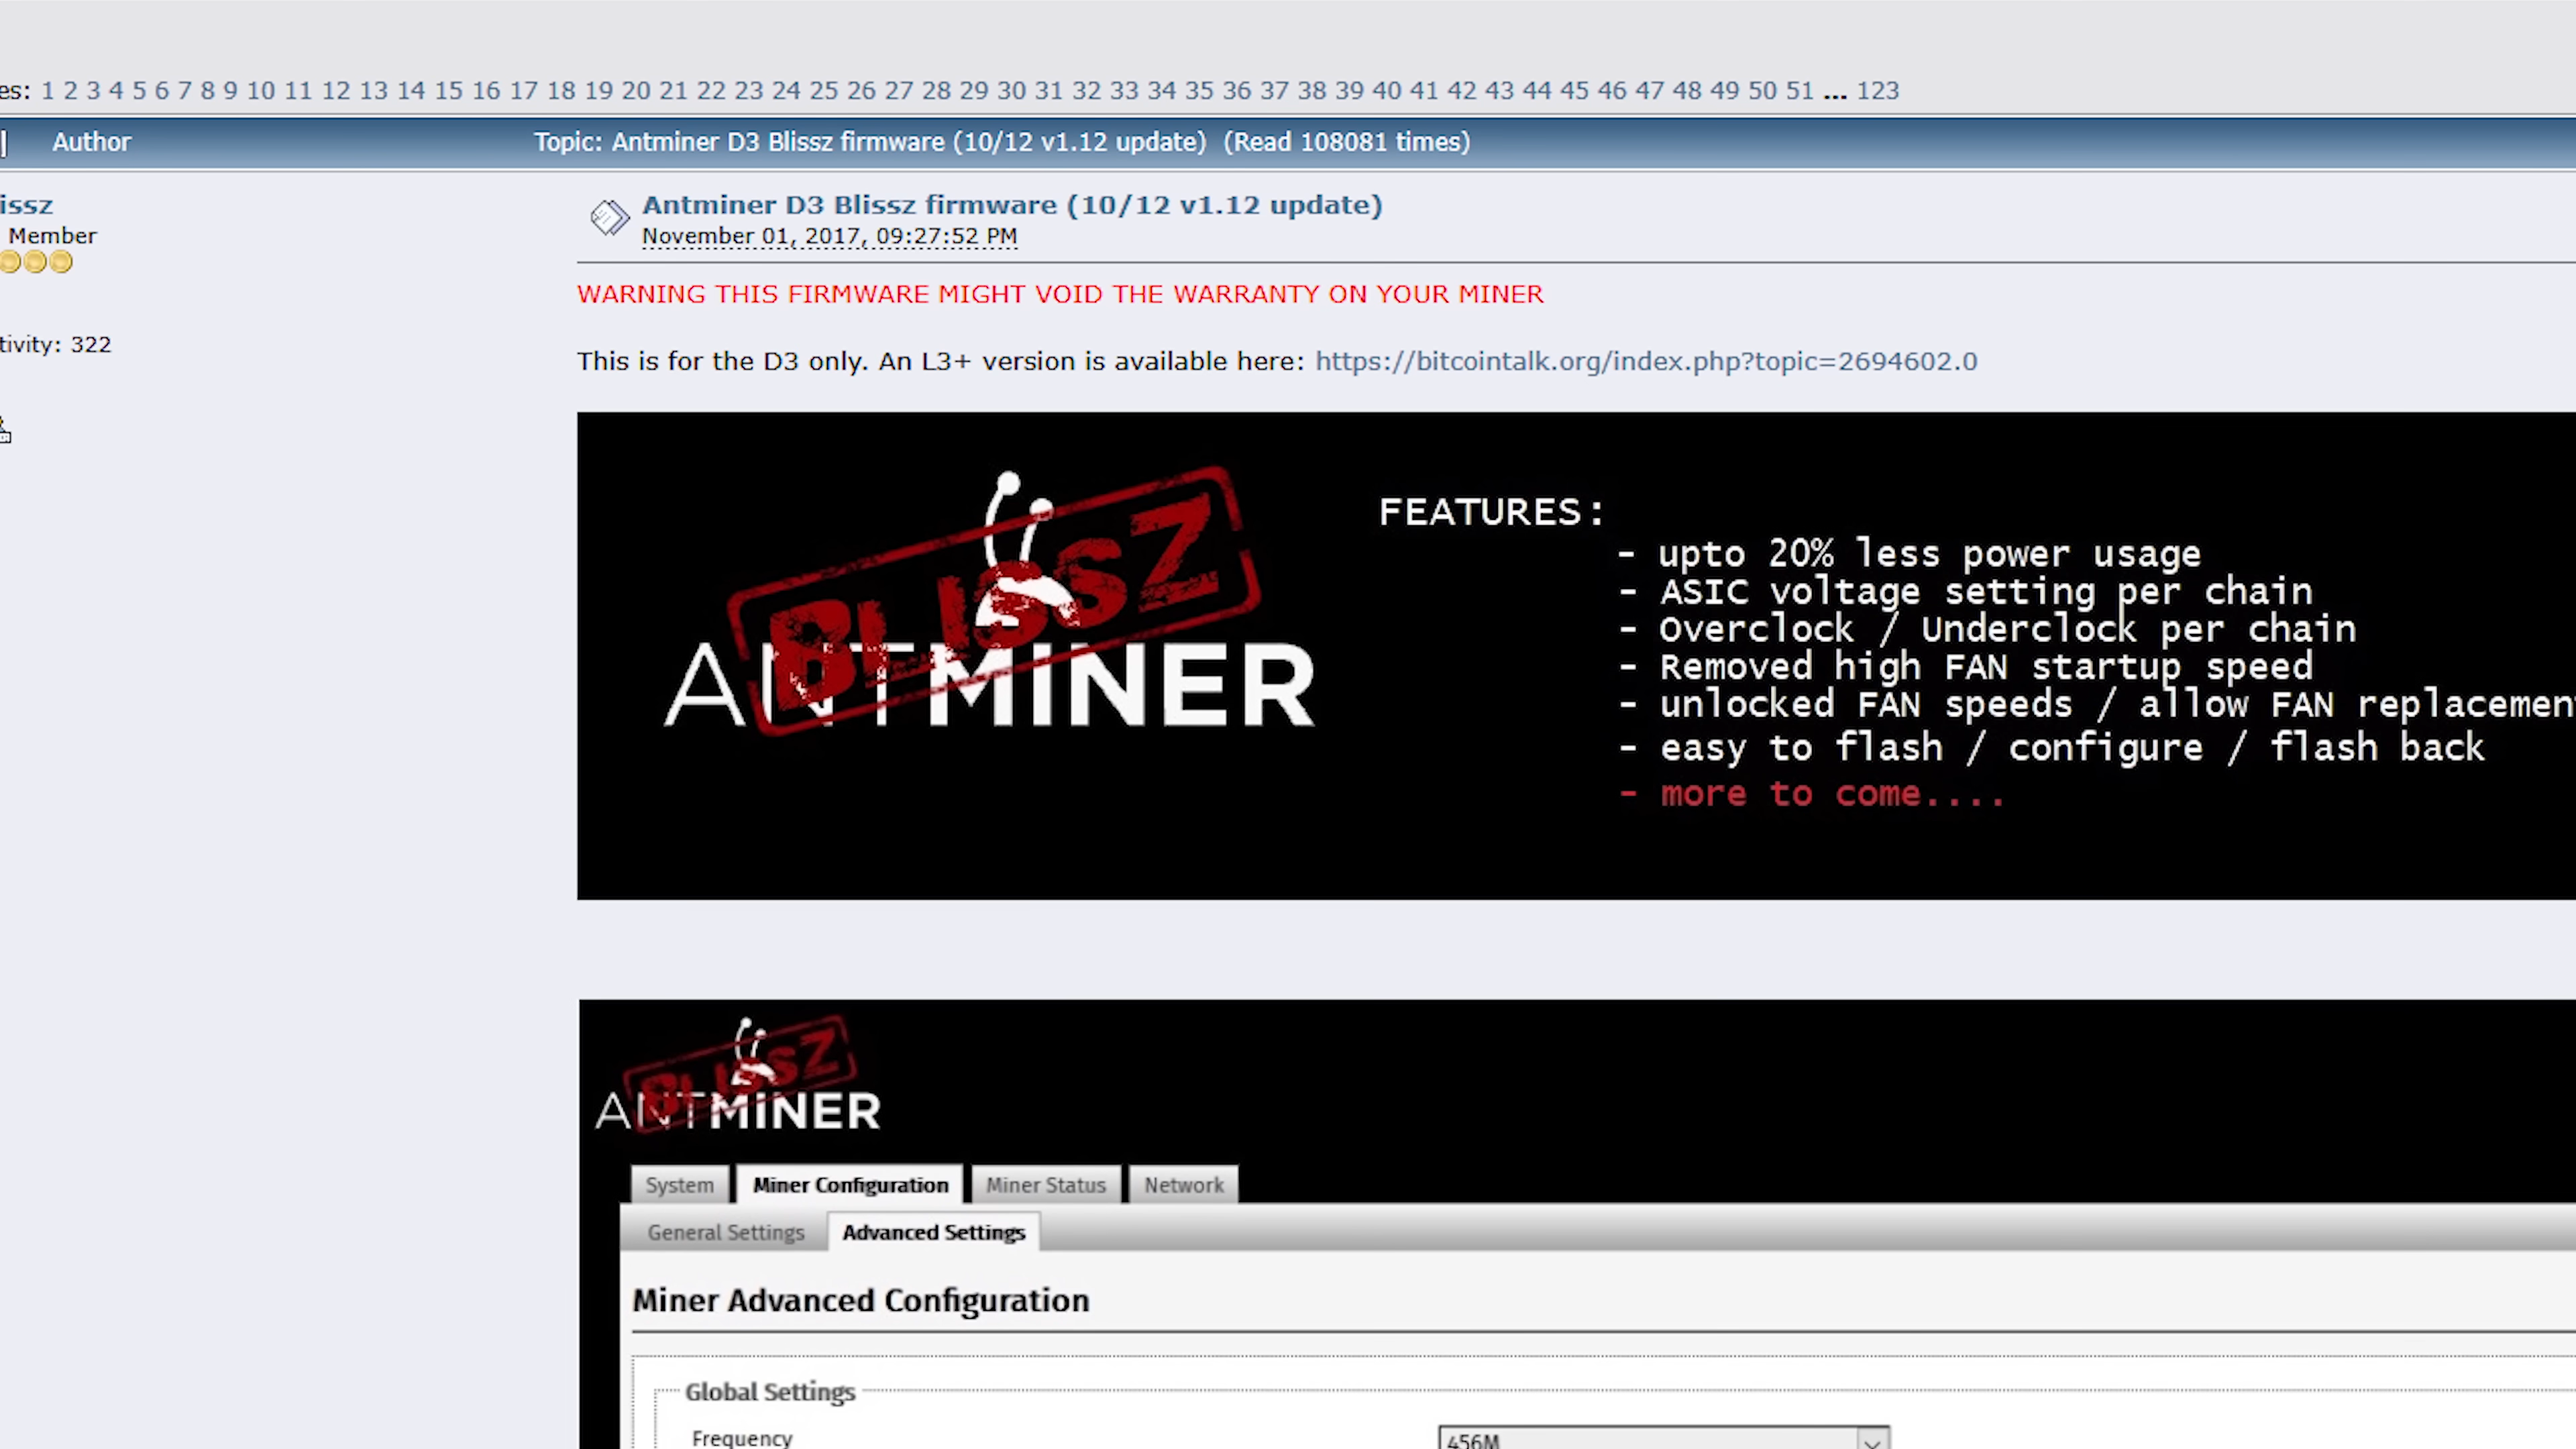 es: 1 2 3 4 5 6 7 8 9 10 11 12 13 14 15 16 17 18 19 20 21 22 23 24 25 26 27 28 29 30 31 32 33 34 35 36 37 38 39 40 41 42 43 44 45 46 47 48 49 50 51 ... 123
Author
Topic: Antminer D3 Blissz firmware (10/12 v1.12 update) (Read 108081 times)
issz
Member
tivity: 322
Antminer D3 Blissz firmware (10/12 v1.12 update)
November 01, 2017, 09:27:52 PM
WARNING THIS FIRMWARE MIGHT VOID THE WARRANTY ON YOUR MINER
This is for the D3 only. An L3+ version is available here: https://bitcointalk.org/index.php?topic=2694602.0
BLISSZ
ANTMINER
FEATURES:
- upto 20% less power usage
- ASIC voltage setting per chain
- Overclock / Underclock per chain
- Removed high FAN startup speed
- unlocked FAN speeds / allow FAN replacemen
- easy to flash / configure / flash back
- more to come....
BLISSZ
ANTMINER
System Miner Configuration Miner Status Network
General Settings Advanced Settings
Miner Advanced Configuration
Global Settings
Frequency 456M